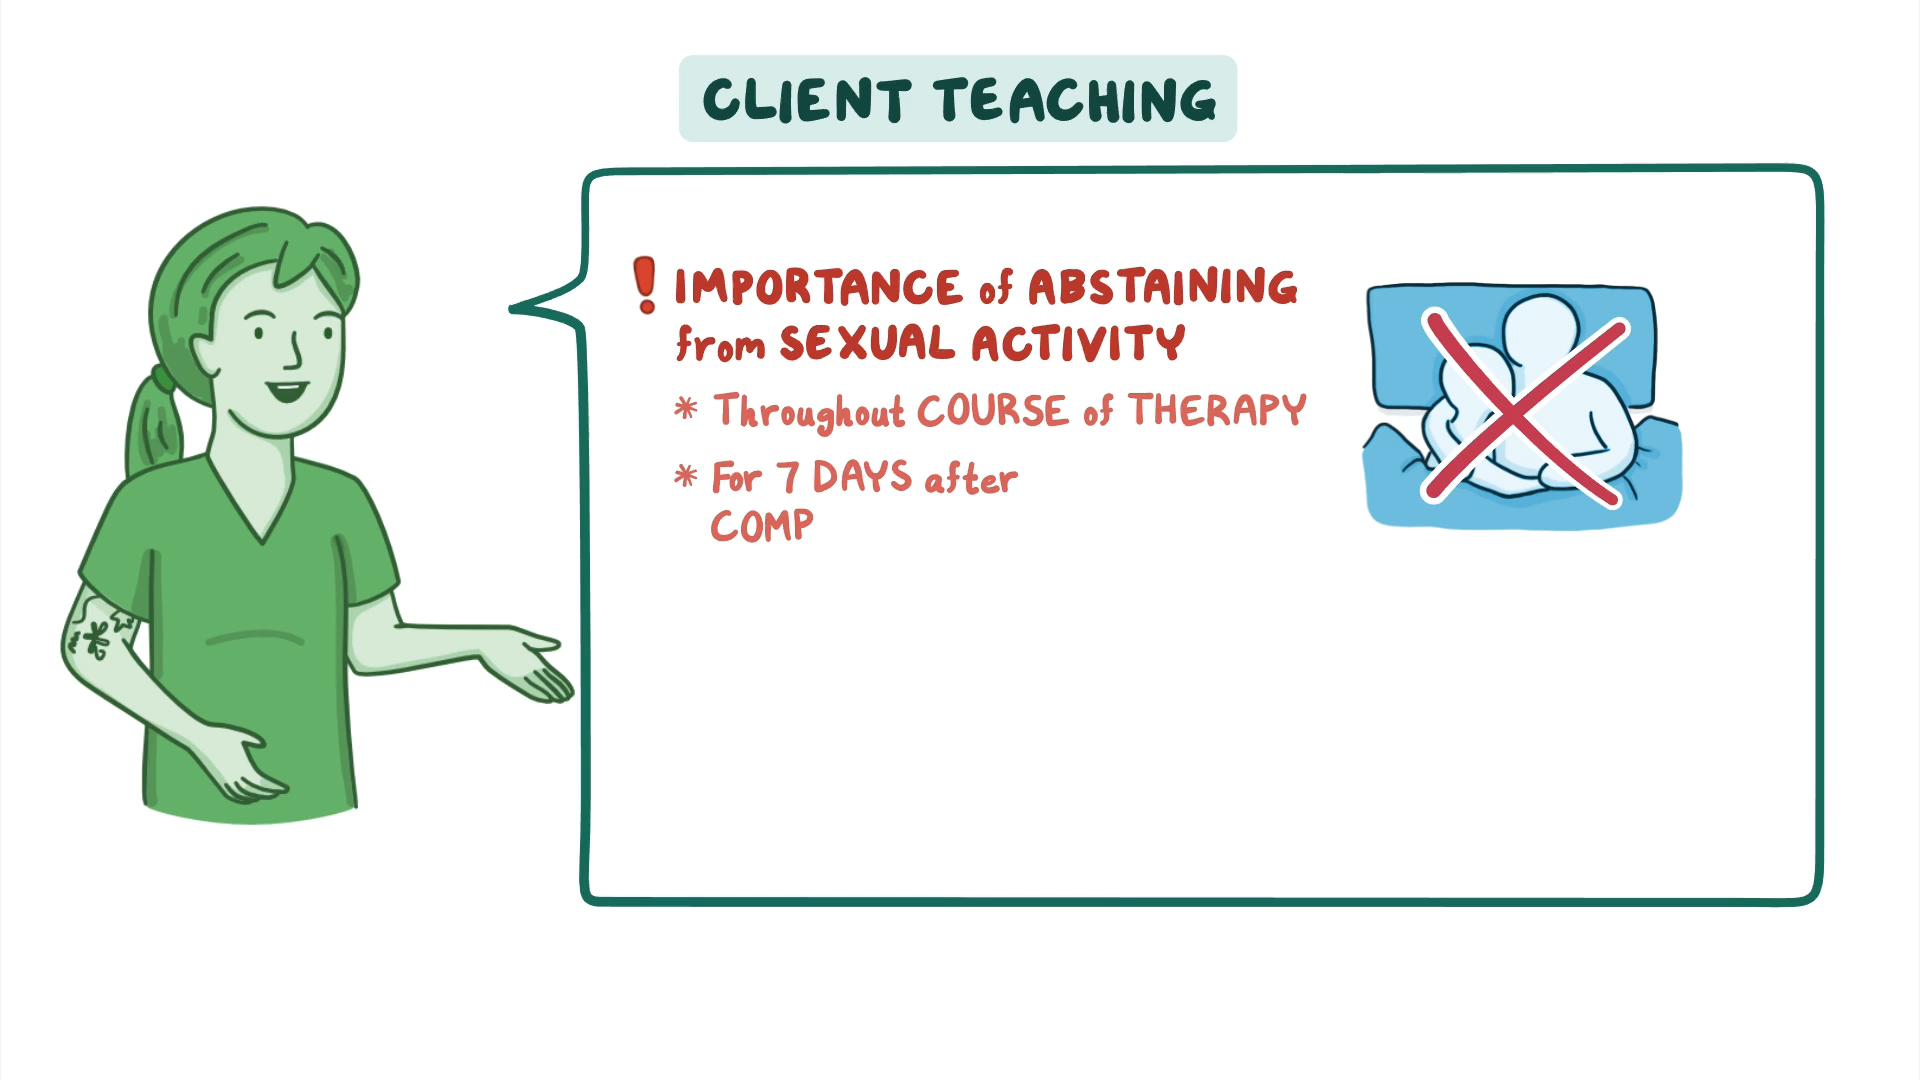 CLIENT TEACHING
! IMPORTANCE of ABSTAINING
from SEXUAL ACTIVITY
* Throughout COURSE of THERAPY
* For 7 DAYS after
COMP